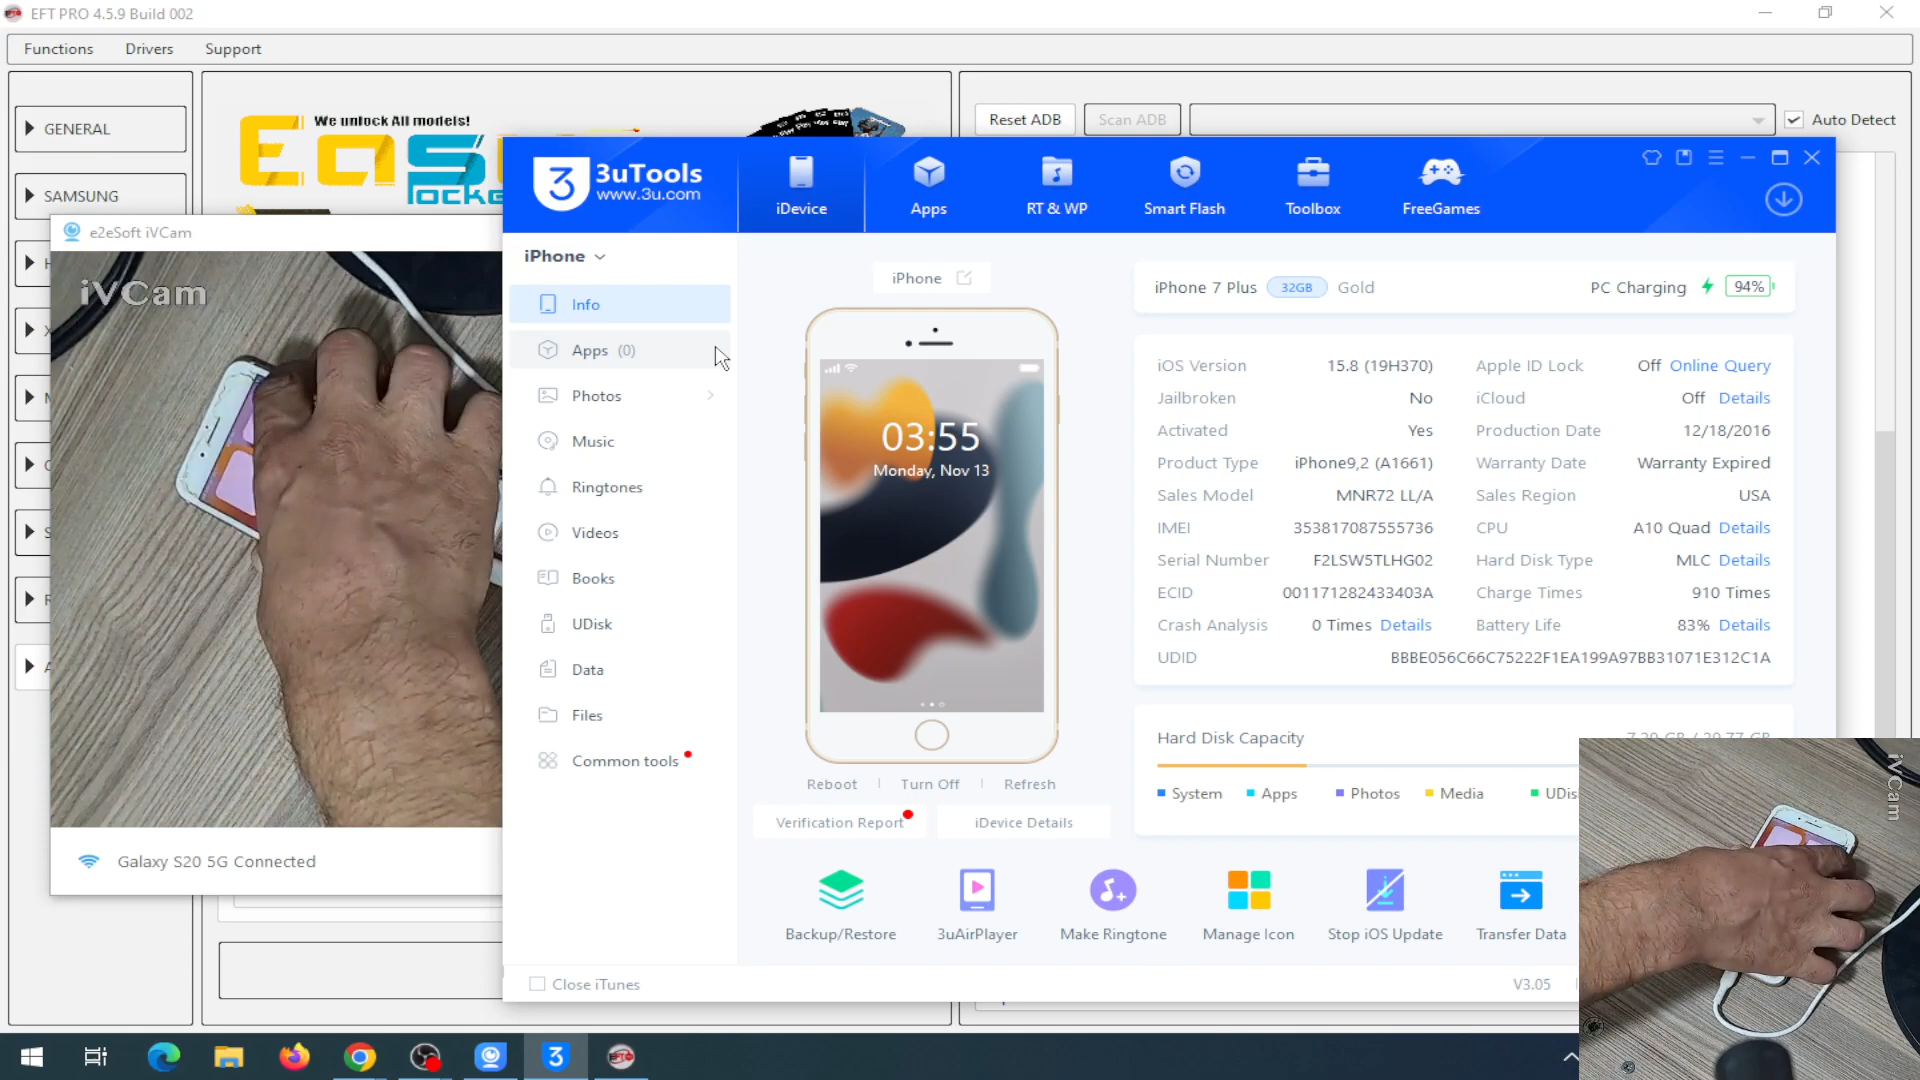 EFT PRO 4.5.9 Build 002
Functions
Drivers
Support
GENERAL
SAMSUNG
We unlock All models!
Reset ADB
Scan ADB
Auto Detect
e2eSoft iVCam
iVCam
Galaxy S20 5G Connected
3
3uTools
www.3u.com
iDevice
Apps
RT & WP
Smart Flash
Toolbox
FreeGames
iPhone
Info
Apps (0)
Photos
Music
Ringtones
Videos
Books
UDisk
Data
Files
Common tools
iPhone
03:55
Monday, Nov 13
Reboot
Turn Off
Refresh
Verification Report
iDevice Details
iPhone 7 Plus 32GB Gold
PC Charging 94%
iOS Version 15.8 (19H370) Apple ID Lock Off Online Query
Jailbroken No iCloud Off Details
Activated Yes Production Date 12/18/2016
Product Type iPhone9,2 (A1661) Warranty Date Warranty Expired
Sales Model MNR72 LL/A Sales Region USA
IMEI 353817087555736 CPU A10 Quad Details
Serial Number F2LSW5TLHG02 Hard Disk Type MLC Details
ECID 001171282433403A Charge Times 910 Times
Crash Analysis 0 Times Details Battery Life 83% Details
UDID BBBE056C66C75222F1EA199A97BB31071E312C1A
Hard Disk Capacity
System Apps Photos Media
Backup/Restore
3uAirPlayer
Make Ringtone
Manage Icon
Stop iOS Update
Transfer Data
Close iTunes
V3.05
iVCam